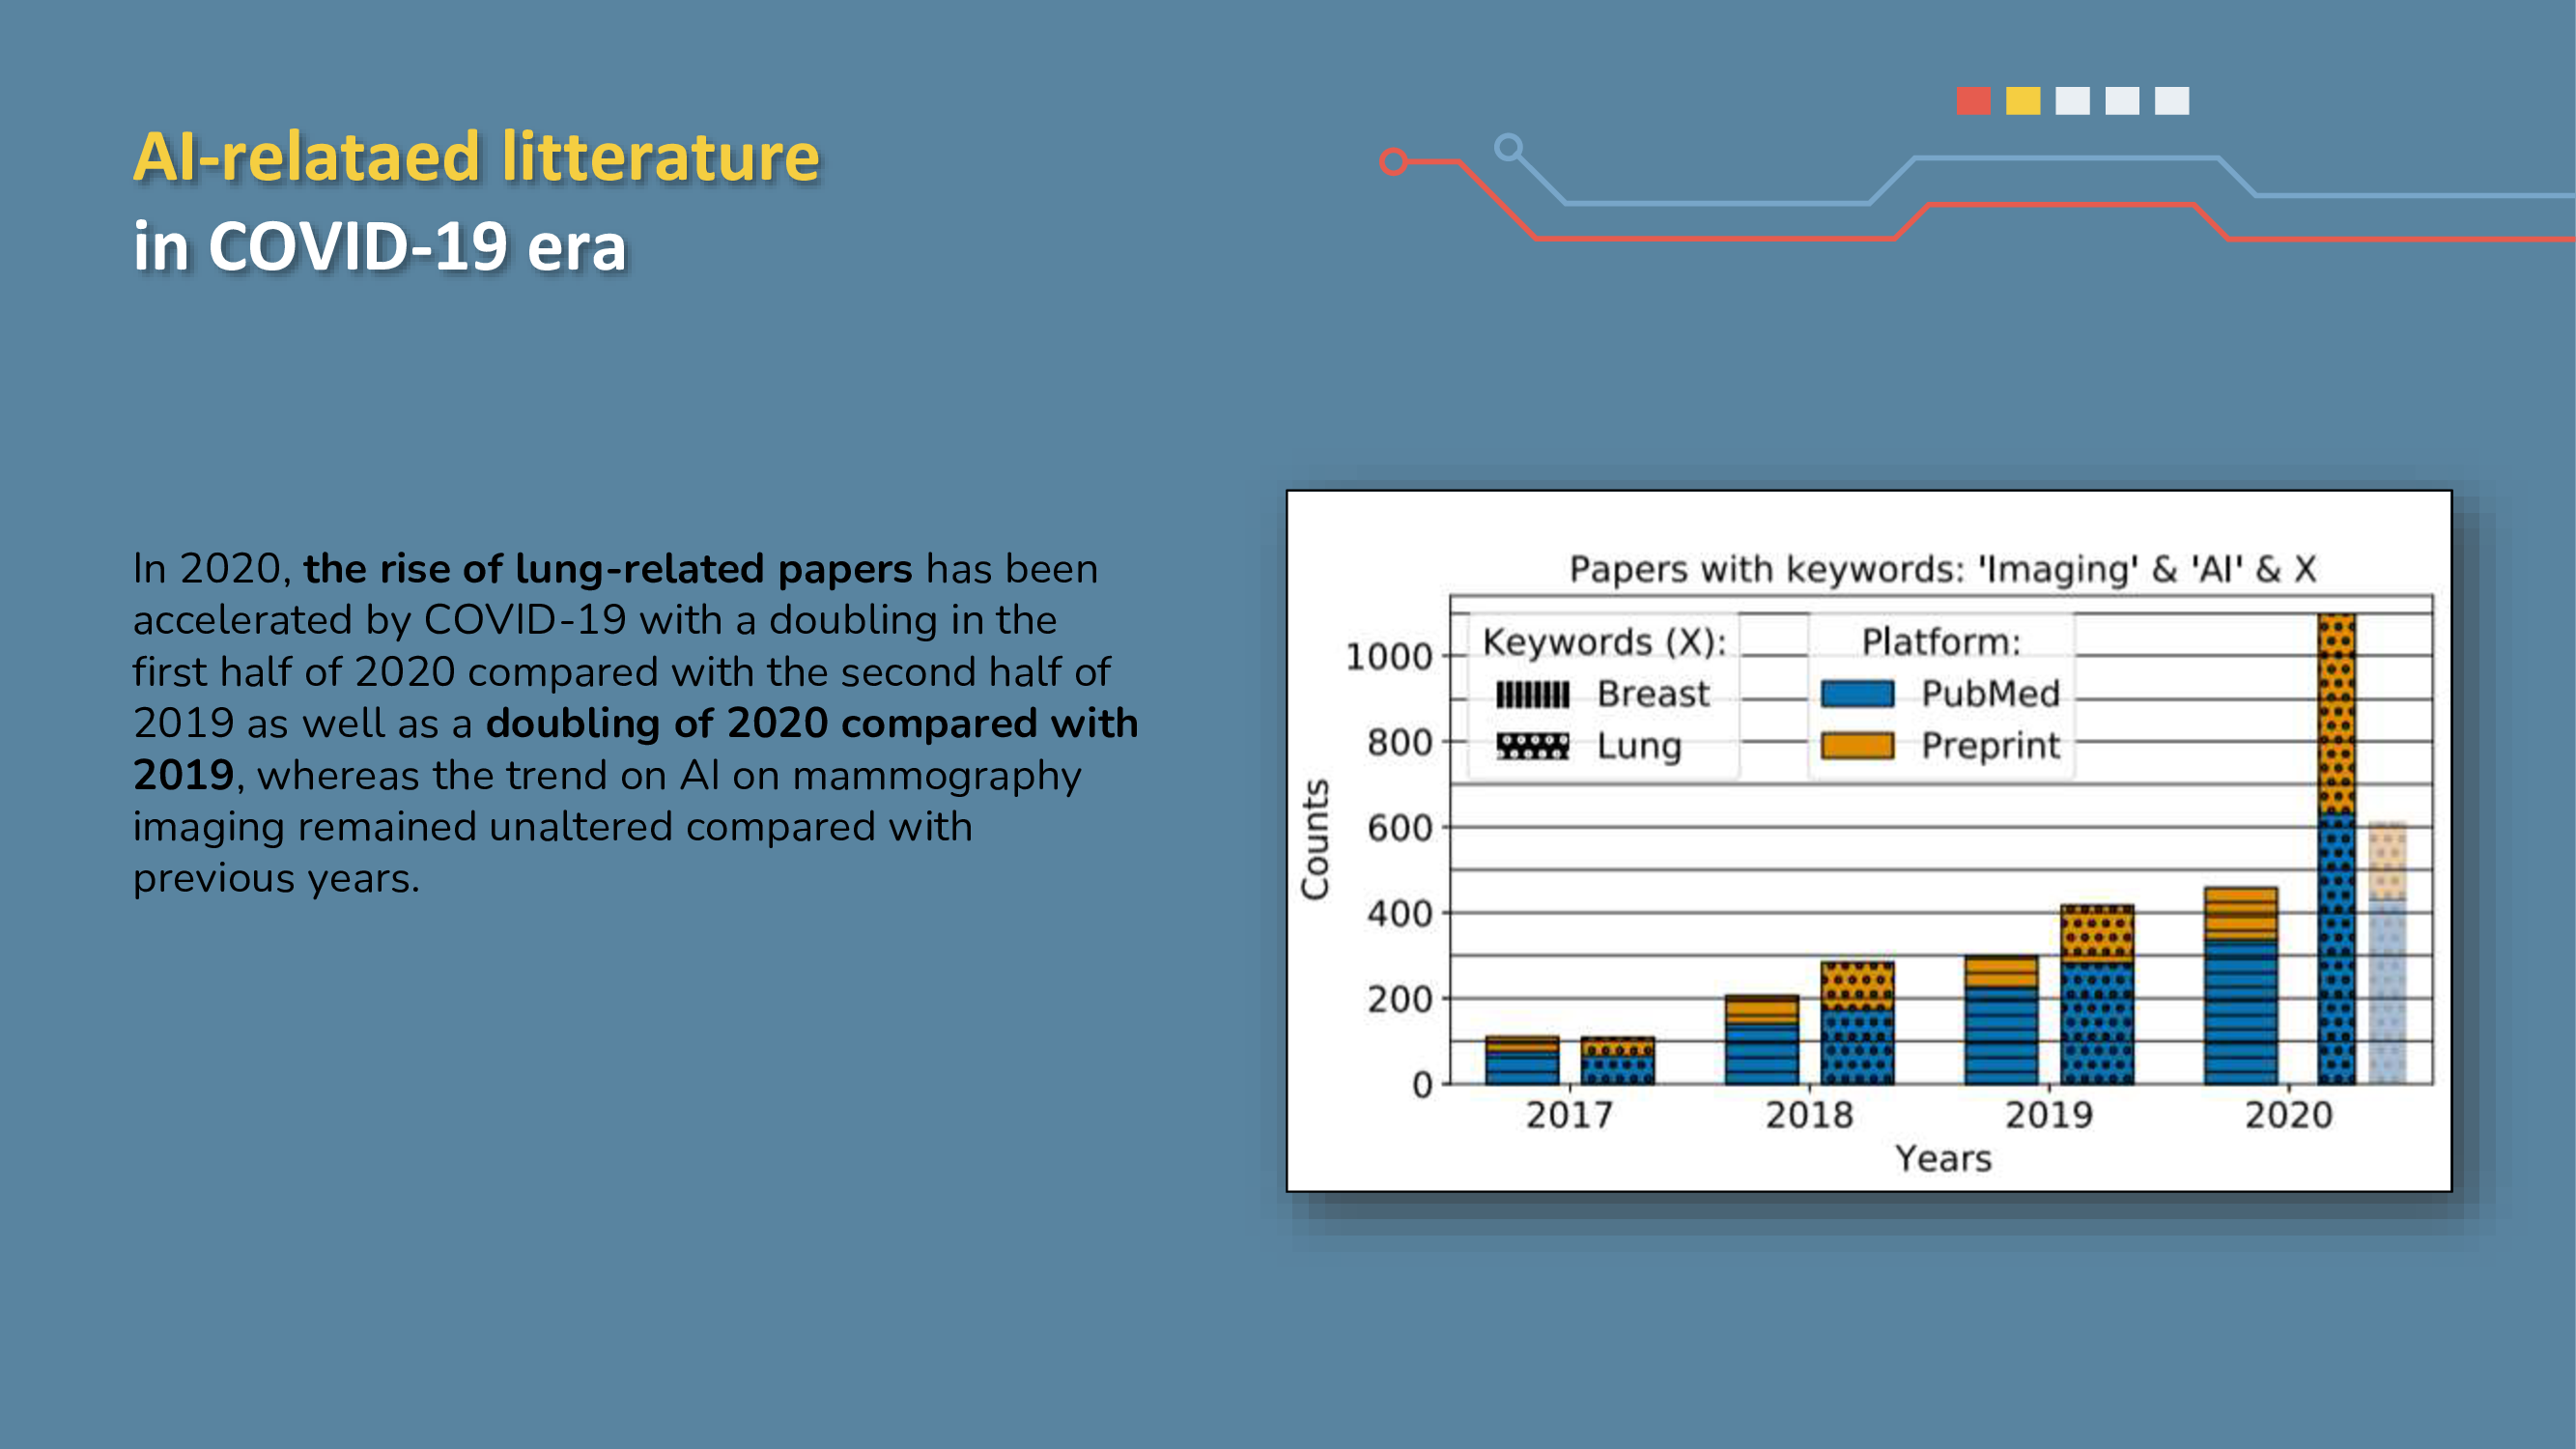 AI-relataed litterature
in COVID-19 era
In 2020, the rise of lung-related papers has been
accelerated by COVID-19 with a doubling in the
first half of 2020 compared with the second half of
2019 as well as a doubling of 2020 compared with
2019, whereas the trend on AI on mammography
imaging remained unaltered compared with
previous years.
Papers with keywords: 'Imaging' & 'AI' & X
Keywords (X):
Breast
Lung
Platform:
PubMed
Preprint
Counts
1000
800
600
400
200
0
2017
2018
2019
2020
Years